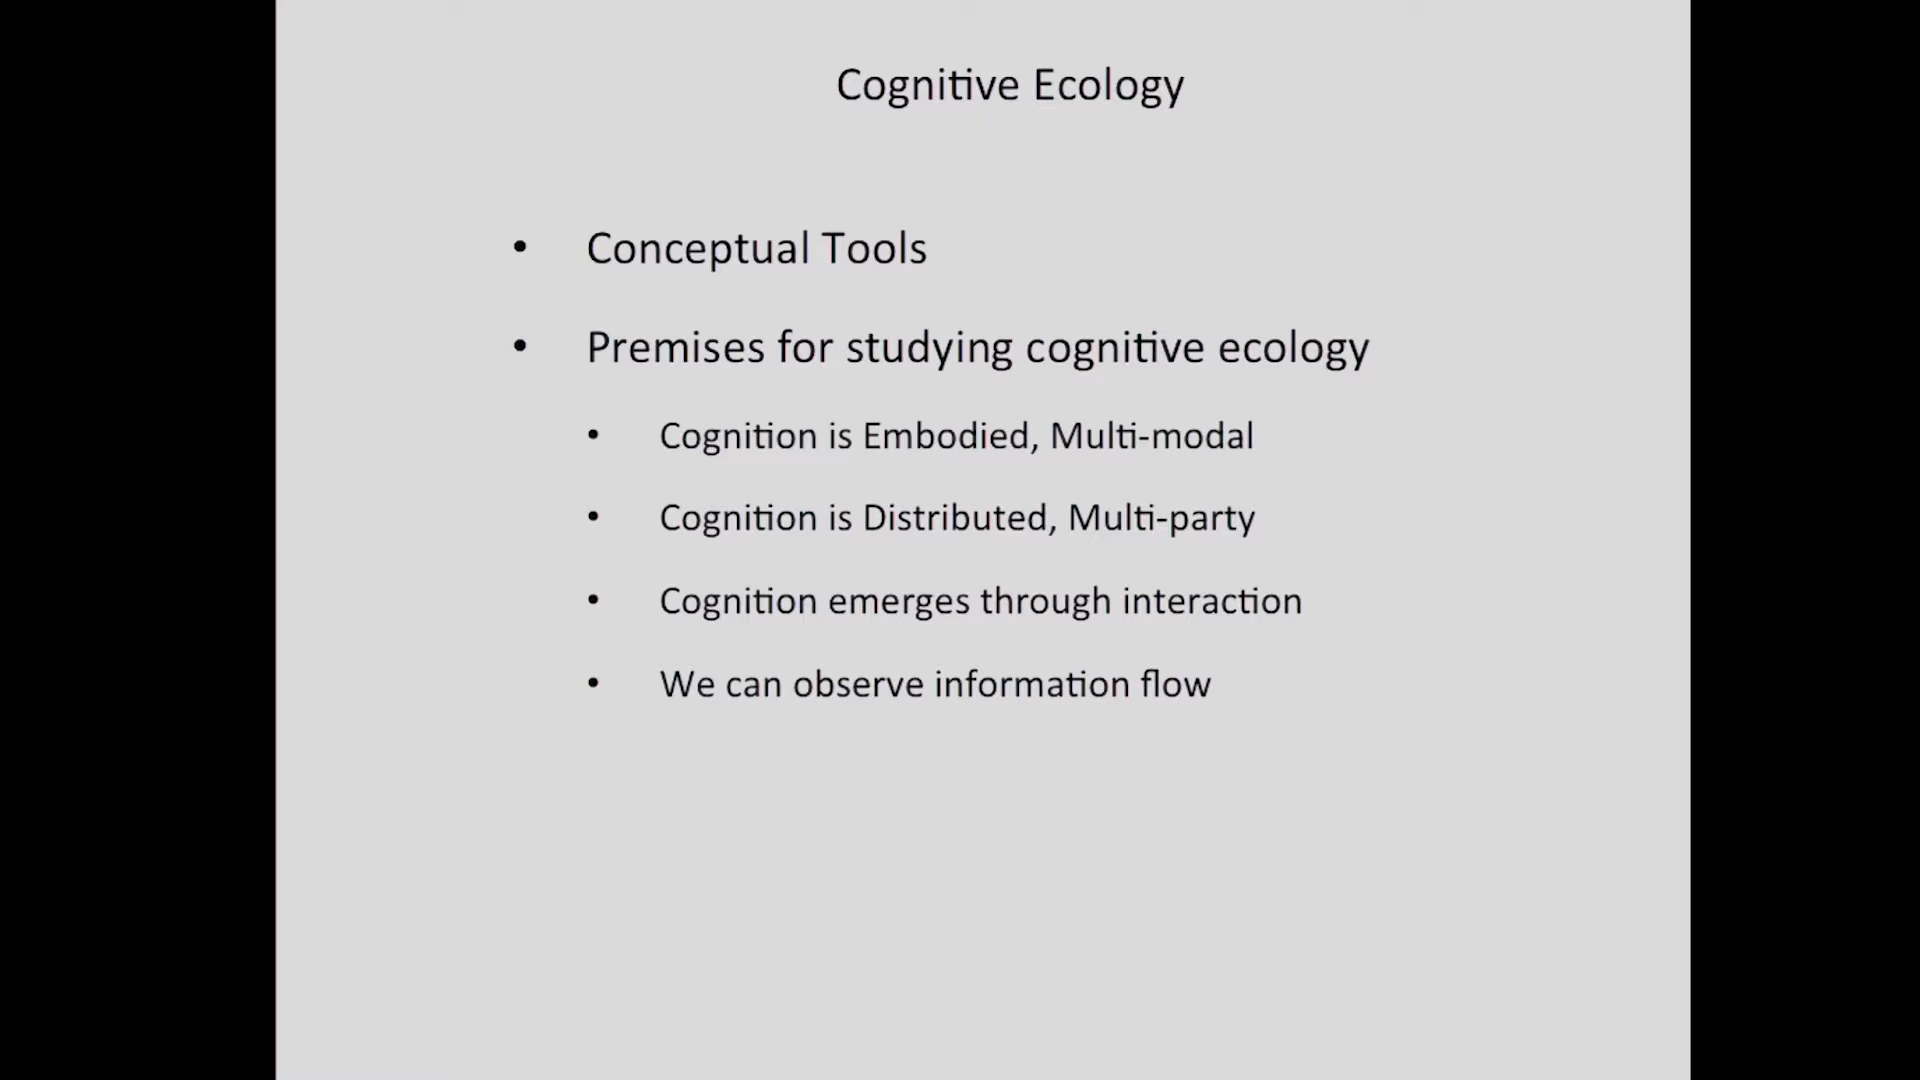 Cognitive Ecology
• Conceptual Tools
• Premises for studying cognitive ecology
• Cognition is Embodied, Multi-modal
• Cognition is Distributed, Multi-party
• Cognition emerges through interaction
• We can observe information flow